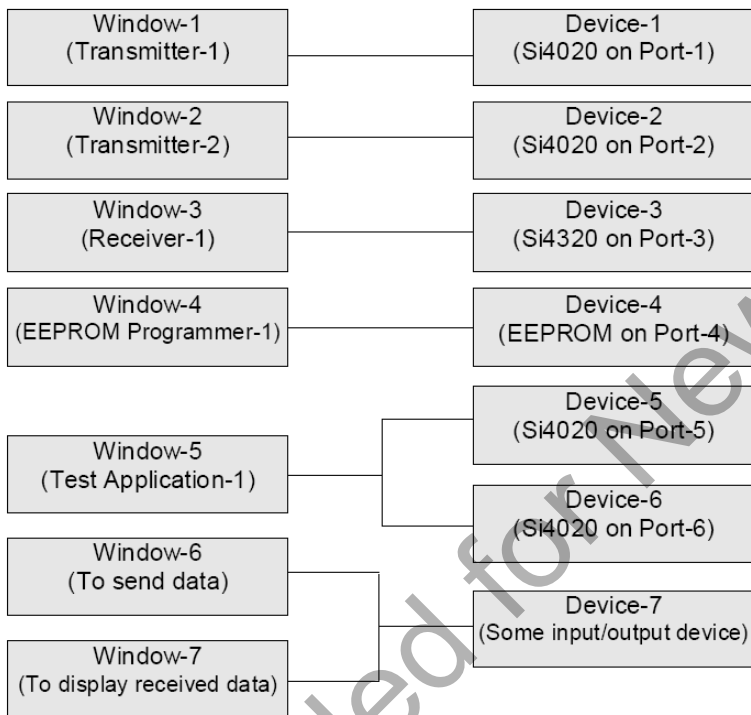 Window-1
(Transmitter-1)
Device-1
(Si4020 on Port-1)
Window-2
(Transmitter-2)
Device-2
(Si4020 on Port-2)
Window-3
(Receiver-1)
Device-3
(Si4320 on Port-3)
Window-4
(EEPROM Programmer-1)
Device-4
(EEPROM on Port-4)
Window-5
(Test Application-1)
Device-5
(Si4020 on Port-5)
Device-6
(Si4020 on Port-6)
Window-6
(To send data)
Window-7
(To display received data)
Device-7
(Some input/output device)
for New